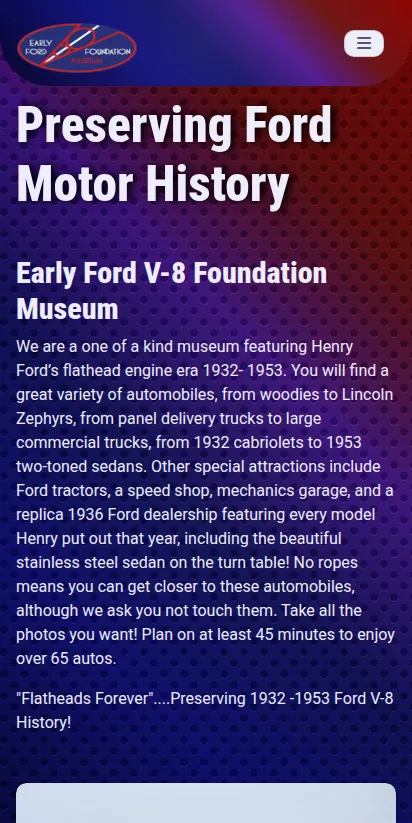 EARLY
FORD
FOUNDATION
MUSEUM
Preserving Ford
Motor History
Early Ford V-8 Foundation
Museum
We are a one of a kind museum featuring Henry
Ford's flathead engine era 1932- 1953. You will find a
great variety of automobiles, from woodies to Lincoln
Zephyrs, from panel delivery trucks to large
commercial trucks, from 1932 cabriolets to 1953
two-toned sedans. Other special attractions include
Ford tractors, a speed shop, mechanics garage, and a
replica 1936 Ford dealership featuring every model
Henry put out that year, including the beautiful
stainless steel sedan on the turn table! No ropes
means you can get closer to these automobiles,
although we ask you not touch them. Take all the
photos you want! Plan on at least 45 minutes to enjoy
over 65 autos.
"Flatheads Forever"....Preserving 1932 -1953 Ford V-8
History!